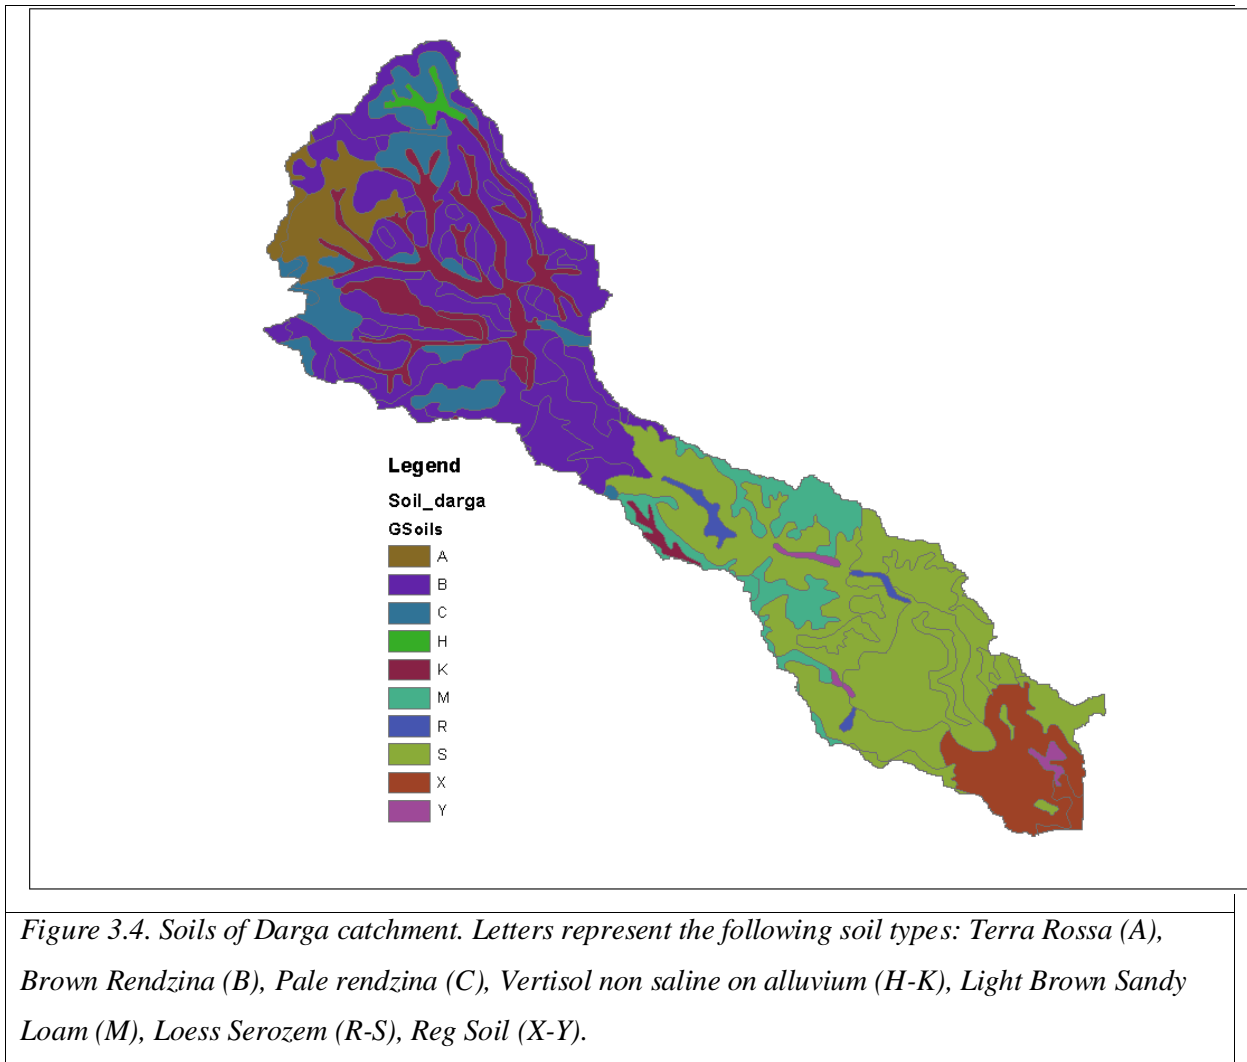 Legend
Soil_darga
GSoils
A
B
C
H
K
M
R
S
X
Y
Figure 3.4. Soils of Darga catchment. Letters represent the following soil types: Terra Rossa (A),
Brown Rendzina (B), Pale rendzina (C), Vertisol non saline on alluvium (H-K), Light Brown Sandy
Loam (M), Loess Serozem (R-S), Reg Soil (X-Y).